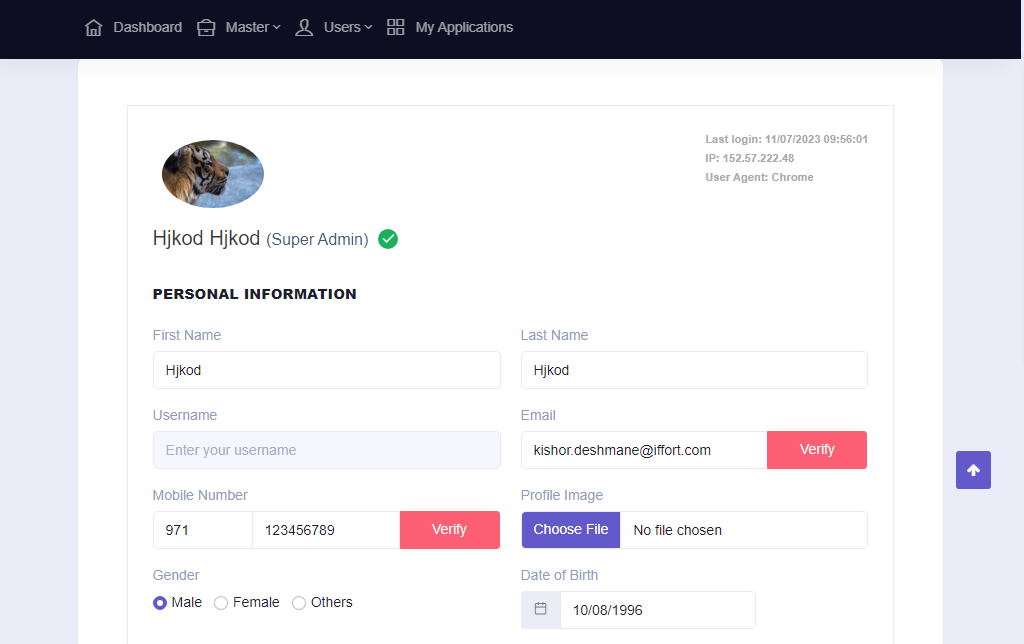 Dashboard Master Users My Applications
Last login: 11/07/2023 09:56:01
IP: 152.57.222.48
User Agent: Chrome
Hjkod Hjkod (Super Admin)
PERSONAL INFORMATION
First Name Last Name
Hjkod Hjkod
Username Email
Enter your username kishor.deshmane@iffort.com Verify
Mobile Number Profile Image
971 123456789 Verify Choose File No file chosen
Gender Date of Birth
Male Female Others 10/08/1996